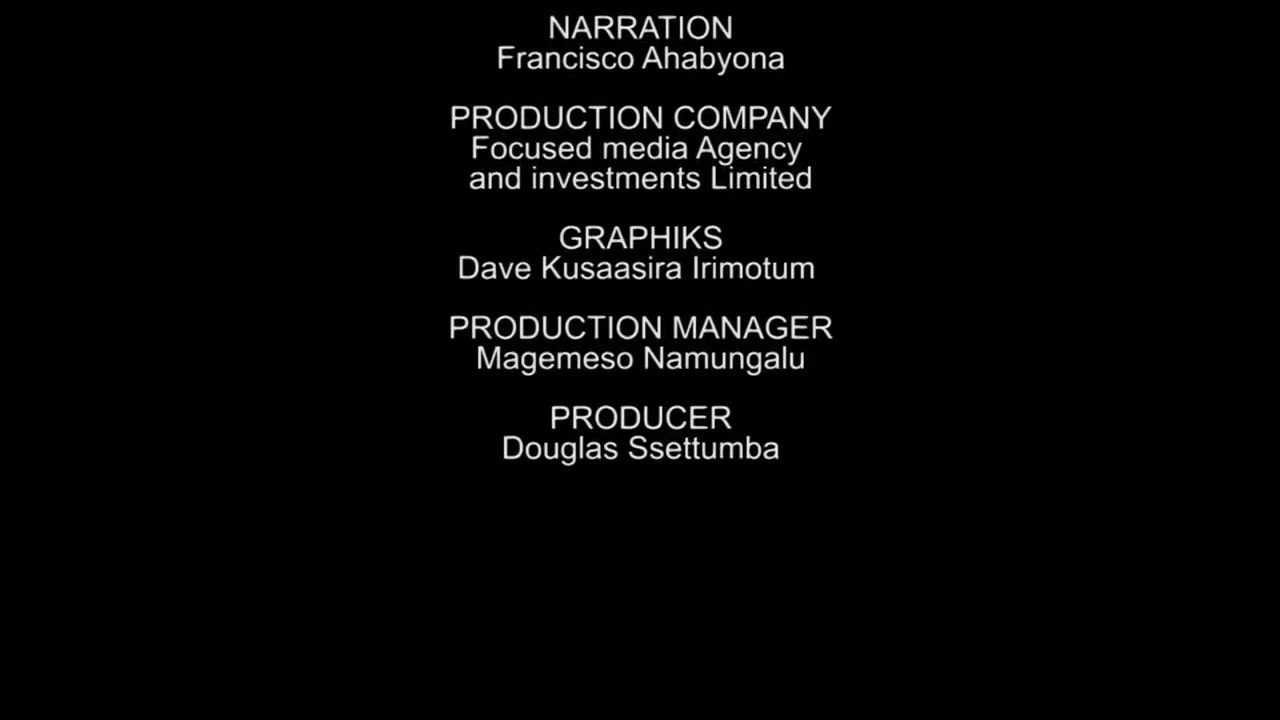 NARRATION
Francisco Ahabyona
PRODUCTION COMPANY
Focused media Agency
and investments Limited
GRAPHIKS
Dave Kusaasira Irimotum
PRODUCTION MANAGER
Magemeso Namungalu
PRODUCER
Douglas Ssettumba